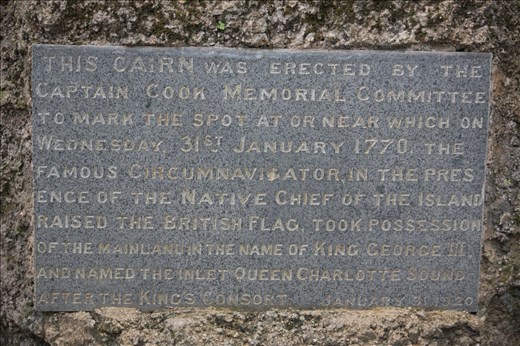 THIS CAIRN WAS ERECTED BY THE
CAPTAIN COOK MEMORIAL COMMITTEE
TO MARK THE SPOT AT OR NEAR WHICH ON
WEDNESDAY 31ST JANUARY 1770, THE
FAMOUS CIRCUMNAVIGATOR, IN THE PRES
ENCE OF THE NATIVE CHIEF OF THE ISLAND
RAISED THE BRITISH FLAG, TOOK POSSESSION
OF THE MAINLAND IN THE NAME OF KING GEORGE III
AND NAMED THE INLET QUEEN CHARLOTTE SOUND
AFTER THE KING'S CONSORT. JANUARY 31 1920